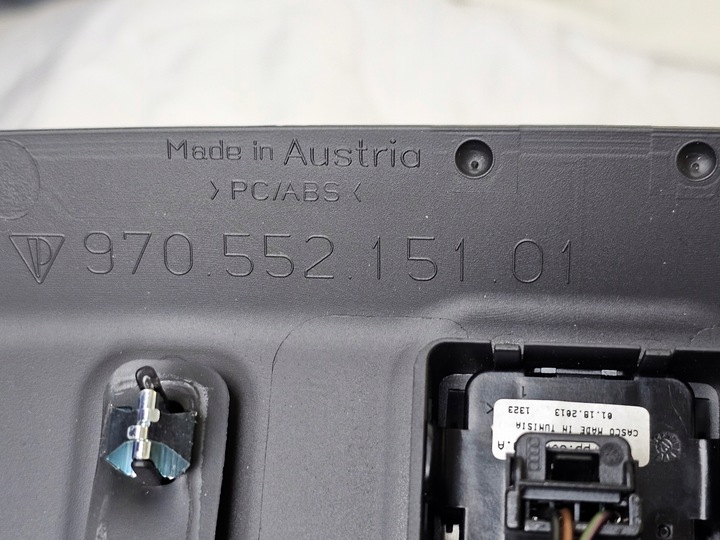 Made in Austria
>PC/ABS<
970.552.151.01
01.18.2013 1323
CASCO MADE IN TUNISIA